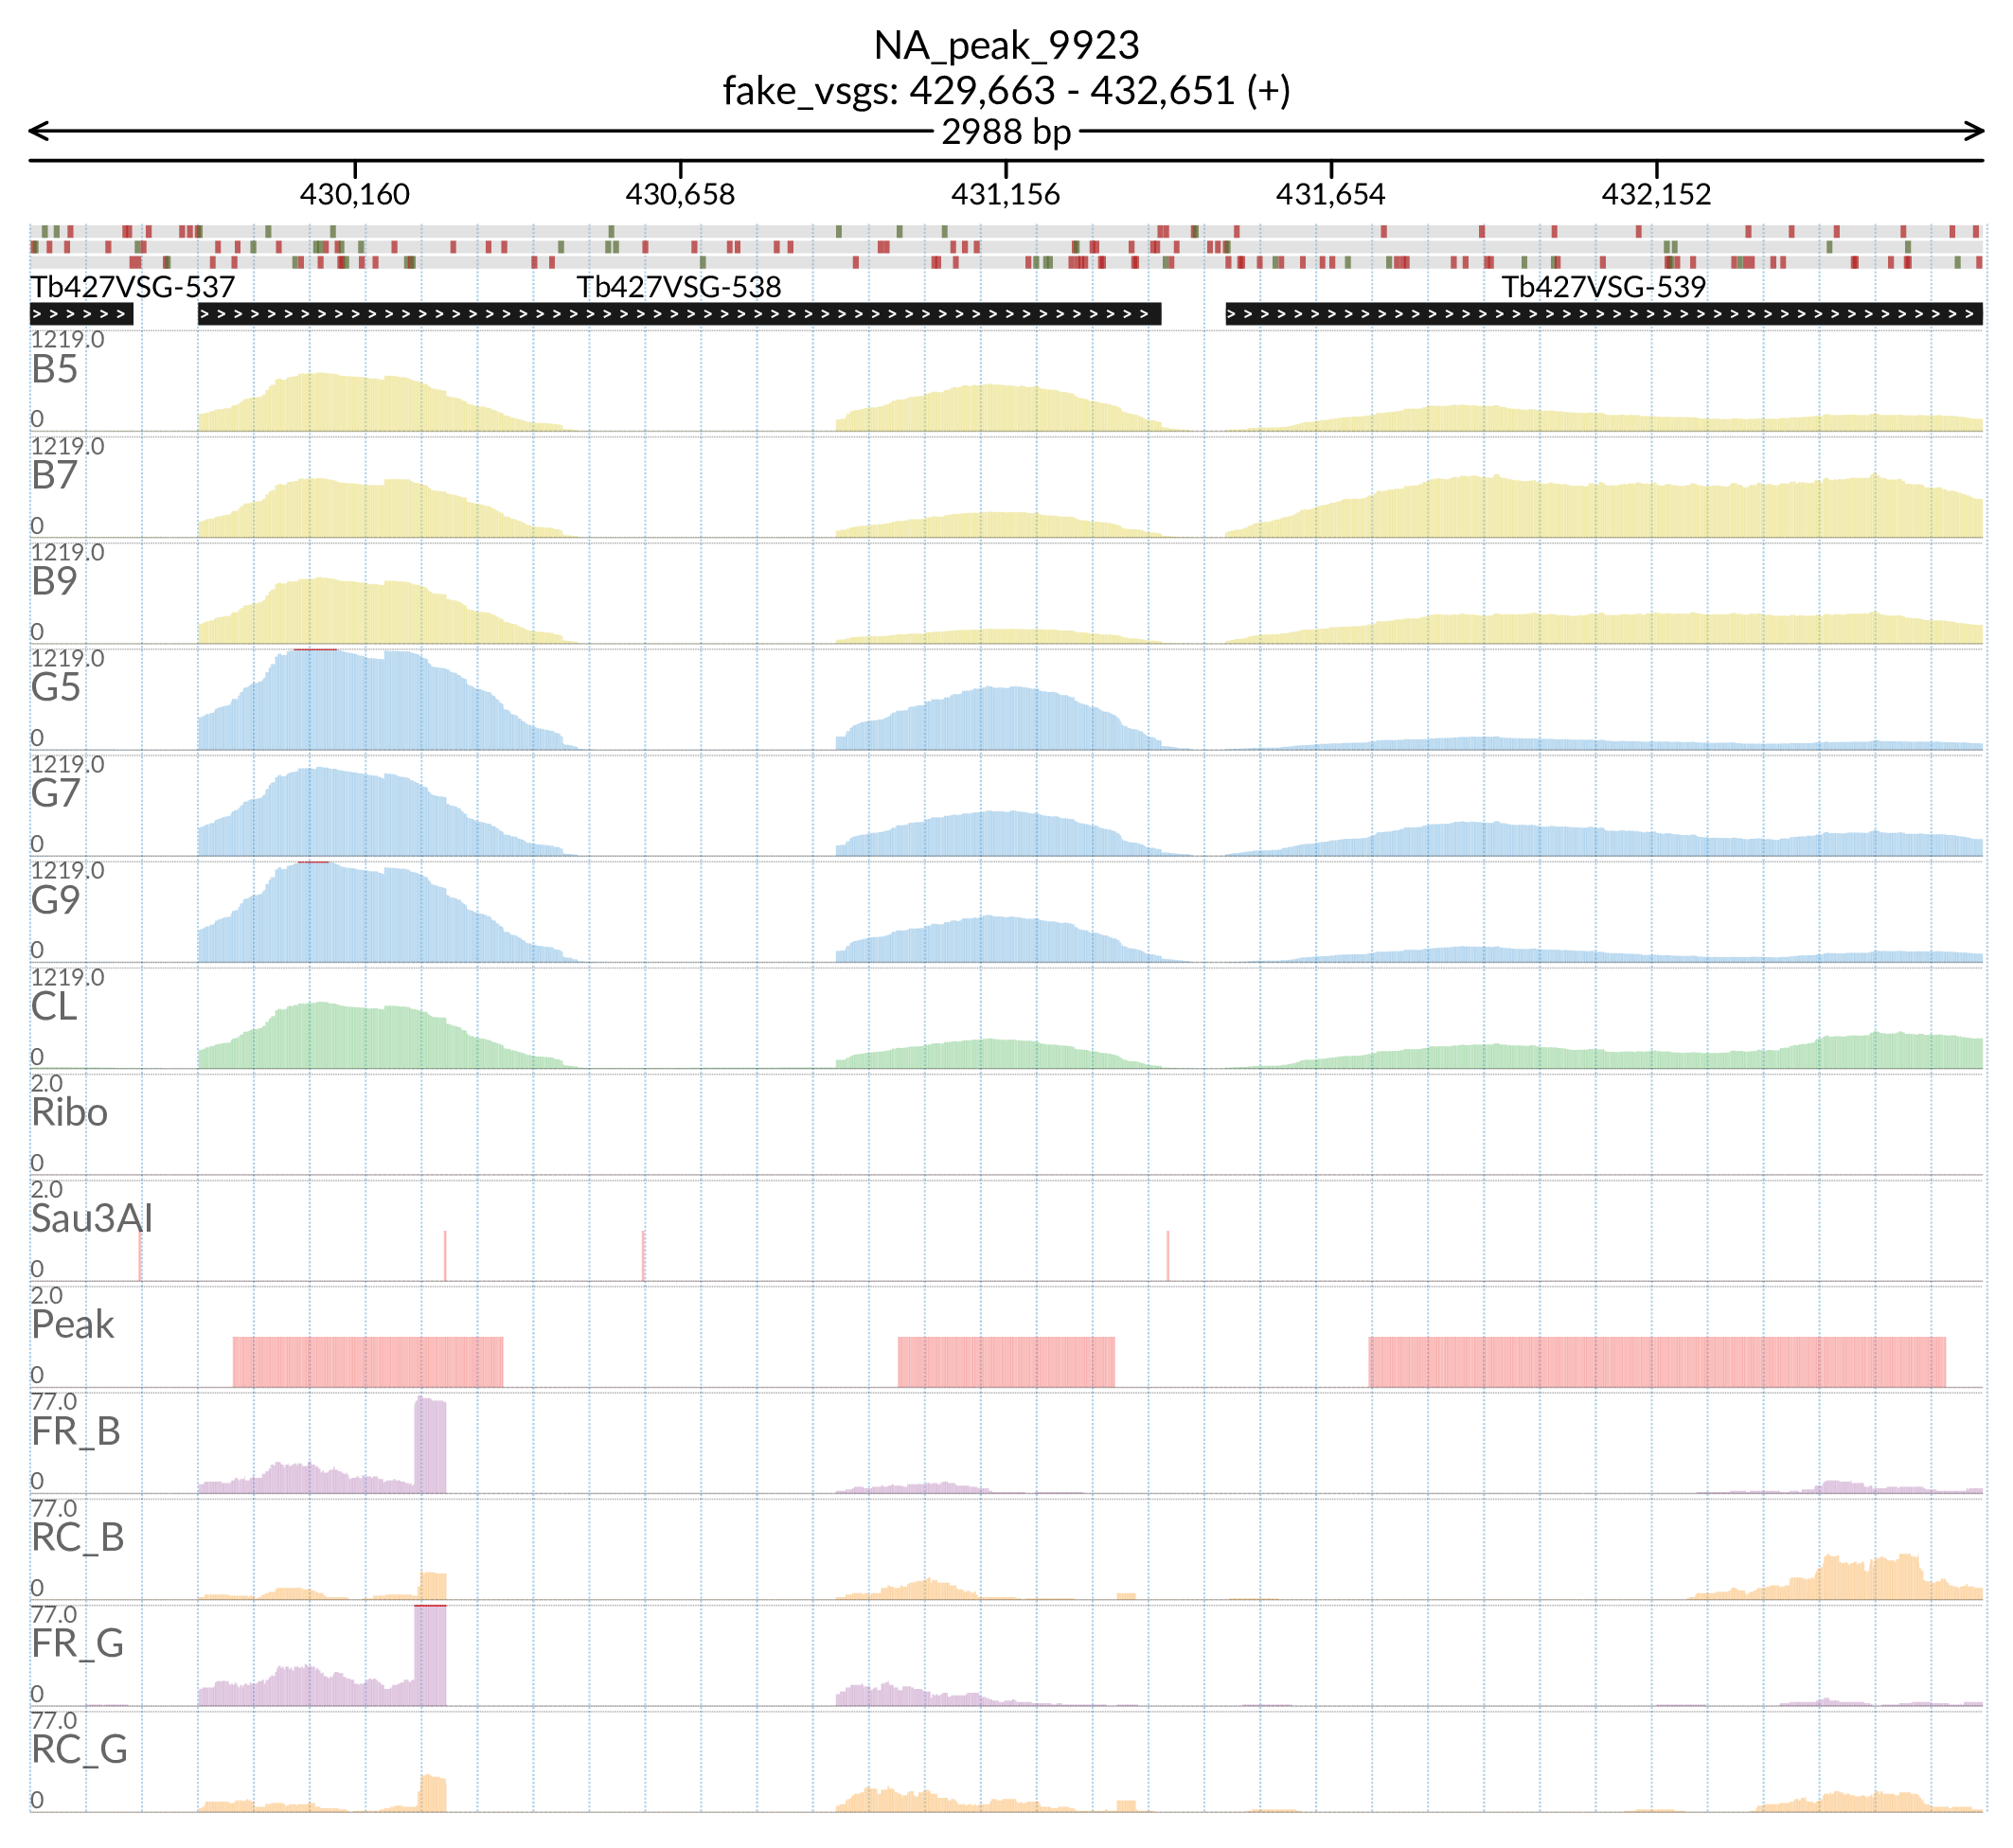 NA_peak_9923
fake_vsgs: 429,663 - 432,651 (+)
2988 bp
430,160 430,658 431,156 431,654 432,152
Tb427VSG-537 Tb427VSG-538 Tb427VSG-539
1219.0
B5
0
1219.0
B7
0
1219.0
B9
0
1219.0
G5
0
1219.0
G7
0
1219.0
G9
0
1219.0
CL
0
2.0
Ribo
0
2.0
Sau3AI
0
2.0
Peak
0
77.0
FR_B
0
77.0
RC_B
0
77.0
FR_G
0
77.0
RC_G
0